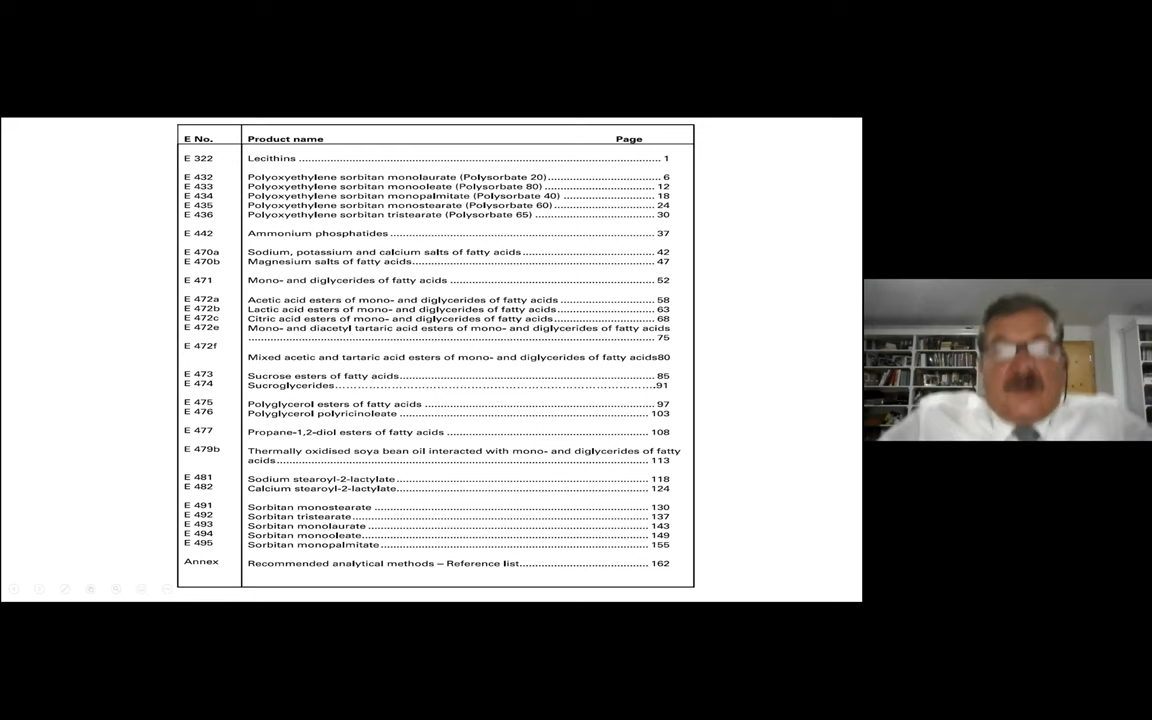 E No. Product name Page
E 322 Lecithins ........ 1
E 432 Polyoxyethylene sorbitan monolaurate (Polysorbate 20) ........ 6
E 433 Polyoxyethylene sorbitan monooleate (Polysorbate 80) ........ 12
E 434 Polyoxyethylene sorbitan monopalmitate (Polysorbate 40) ........ 18
E 435 Polyoxyethylene sorbitan monostearate (Polysorbate 60) ........ 24
E 436 Polyoxyethylene sorbitan tristearate (Polysorbate 65) ........ 30
E 442 Ammonium phosphatides ........ 37
E 470a Sodium, potassium and calcium salts of fatty acids ........ 42
E 470b Magnesium salts of fatty acids ........ 47
E 471 Mono- and diglycerides of fatty acids ........ 52
E 472a Acetic acid esters of mono- and diglycerides of fatty acids ........ 58
E 472b Lactic acid esters of mono- and diglycerides of fatty acids ........ 63
E 472c Citric acid esters of mono- and diglycerides of fatty acids ........ 68
E 472e Mono- and diacetyl tartaric acid esters of mono- and diglycerides of fatty acids
........ 75
E 472f
Mixed acetic and tartaric acid esters of mono- and diglycerides of fatty acids80
E 473 Sucrose esters of fatty acids ........ 85
E 474 Sucroglycerides ........ 91
E 475 Polyglycerol esters of fatty acids ........ 97
E 476 Polyglycerol polyricinoleate ........ 103
E 477 Propane-1,2-diol esters of fatty acids ........ 108
E 479b Thermally oxidised soya bean oil interacted with mono- and diglycerides of fatty
acids ........ 113
E 481 Sodium stearoyl-2-lactylate ........ 118
E 482 Calcium stearoyl-2-lactylate ........ 124
E 491 Sorbitan monostearate ........ 130
E 492 Sorbitan tristearate ........ 137
E 493 Sorbitan monolaurate ........ 143
E 494 Sorbitan monooleate ........ 149
E 495 Sorbitan monopalmitate ........ 155
Annex Recommended analytical methods – Reference list ........ 162